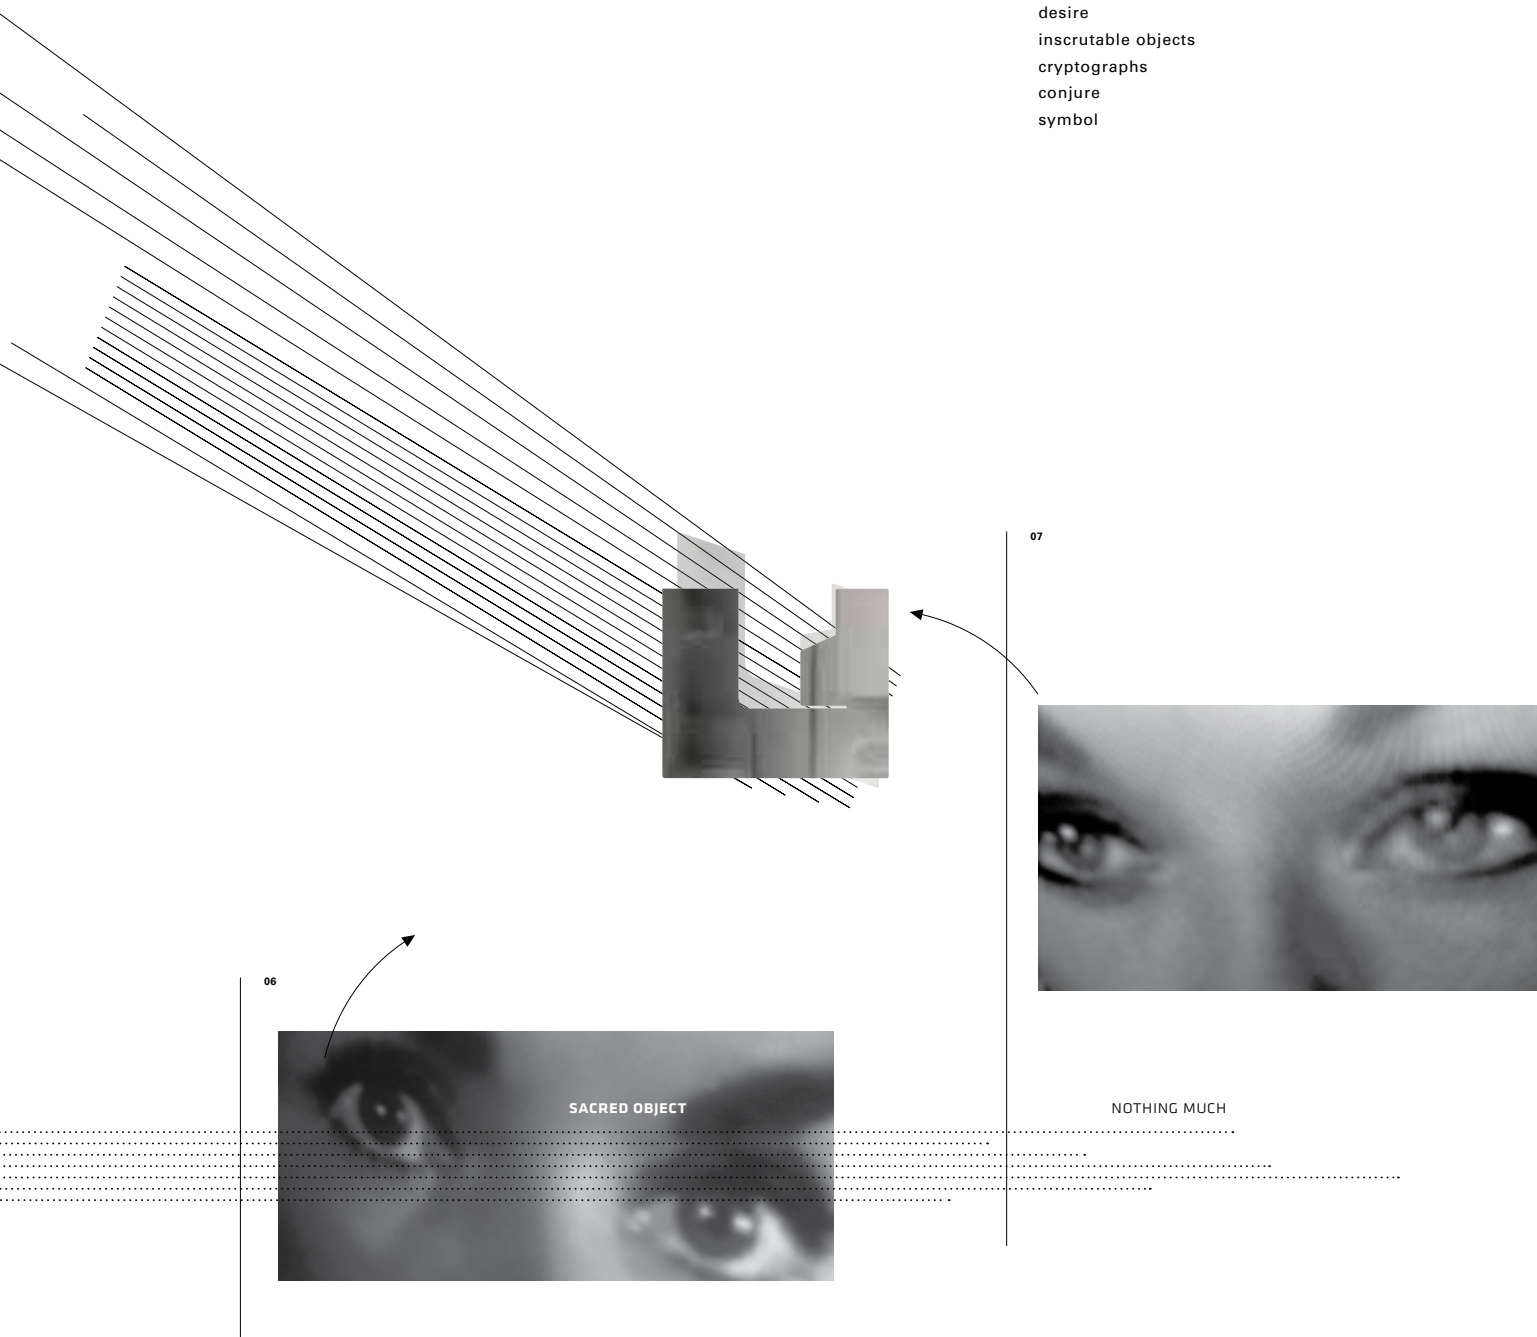 desire
inscrutable objects
cryptographs
conjure
symbol
07
06
SACRED OBJECT
NOTHING MUCH